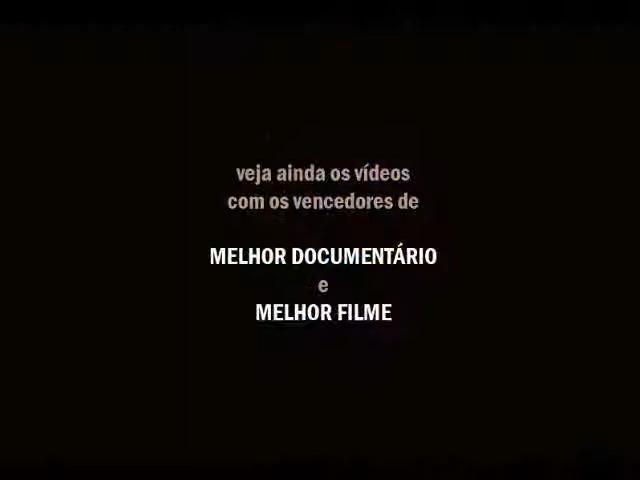 veja ainda os vídeos
com os vencedores de
MELHOR DOCUMENTÁRIO
e
MELHOR FILME